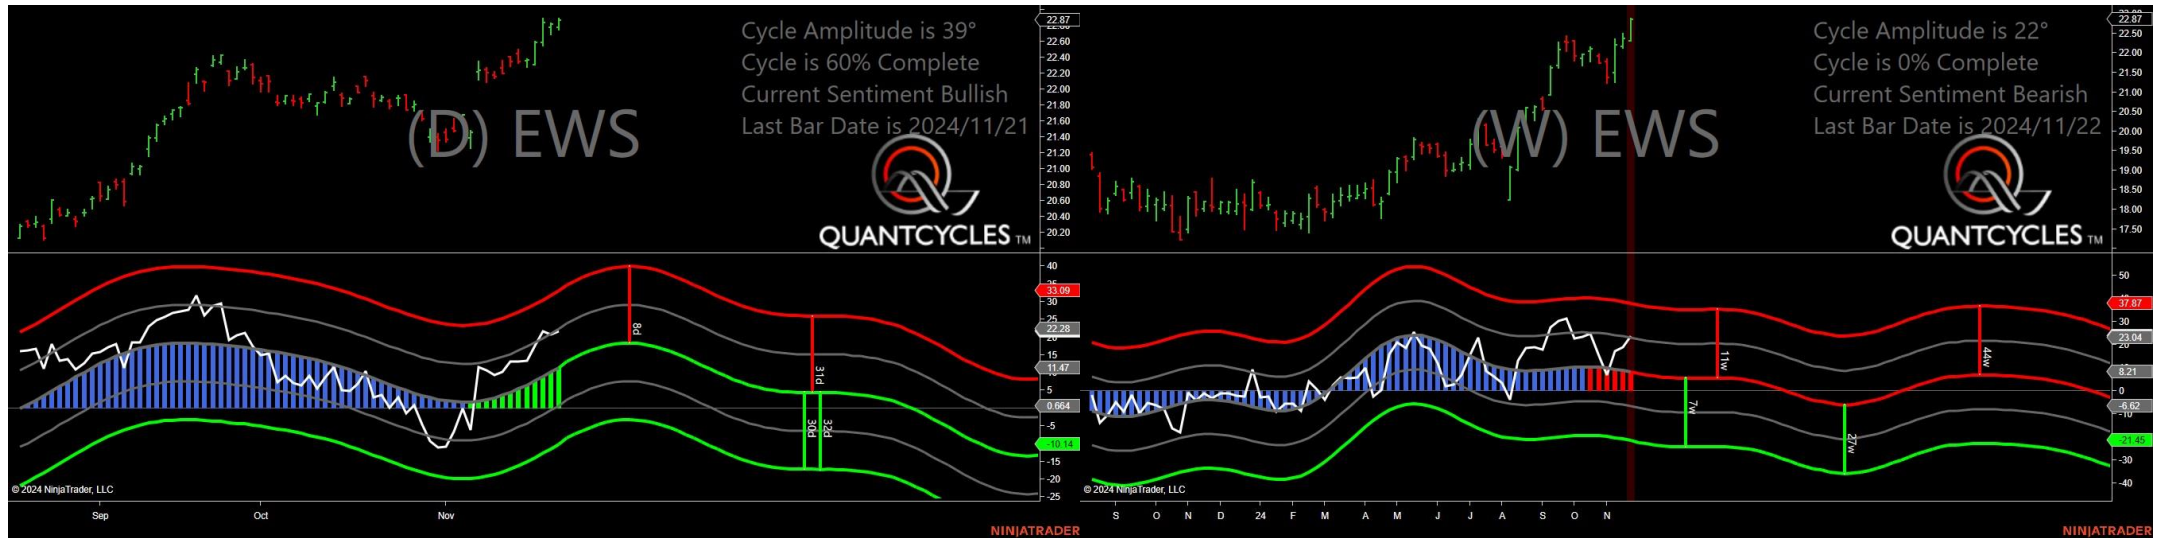 22.87
22.80
22.60
22.40
22.20
22.00
21.80
21.60
21.40
21.20
21.00
20.80
20.60
20.40
20.20
Cycle Amplitude is 39°
Cycle is 60% Complete
Current Sentiment Bullish
Last Bar Date is 2024/11/21
(D) EWS
QUANTCYCLES TM
40
33.09
30
25
22.28
20
15
11.47
5
0.664
-5
-10.14
-15
-20
-25
8d
31d
30d
32d
© 2024 NinjaTrader, LLC
Sep
Oct
Nov
NINJATRADER
22.87
22.50
22.00
21.50
21.00
20.50
20.00
19.50
19.00
18.50
18.00
17.50
Cycle Amplitude is 22°
Cycle is 0% Complete
Current Sentiment Bearish
Last Bar Date is 2024/11/22
(W) EWS
QUANTCYCLES TM
50
37.87
30
23.04
20
8.21
0
-6.62
-10
-21.45
-30
-40
11w
7w
27w
44w
© 2024 NinjaTrader, LLC
S
O
N
D
24
F
M
A
M
J
J
A
S
O
N
NINJATRADER